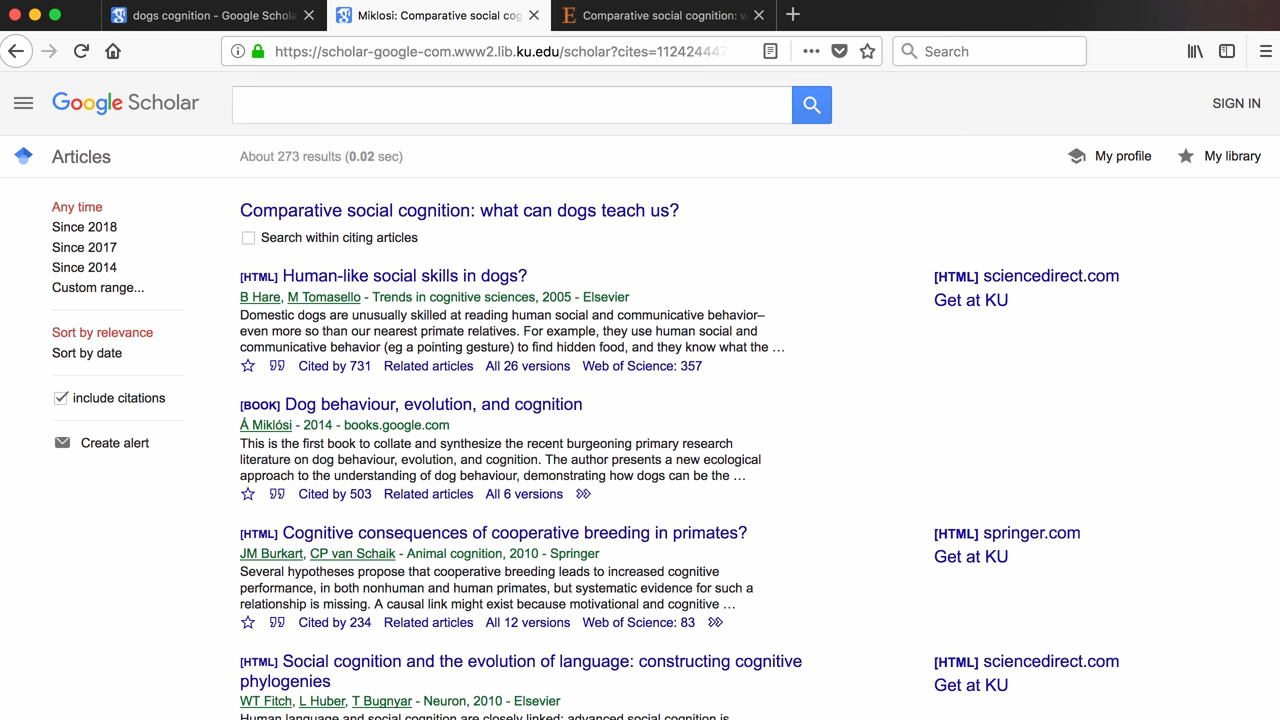 dogs cognition - Google Schola
Miklosi: Comparative social cog
Comparative social cognition: w
https://scholar-google-com.www2.lib.ku.edu/scholar?cites=112424447
Search
Google Scholar
SIGN IN
Articles
About 273 results (0.02 sec)
My profile
My library
Any time
Since 2018
Since 2017
Since 2014
Custom range...
Sort by relevance
Sort by date
include citations
Create alert
Comparative social cognition: what can dogs teach us?
Search within citing articles
[HTML] Human-like social skills in dogs?
B Hare, M Tomasello - Trends in cognitive sciences, 2005 - Elsevier
Domestic dogs are unusually skilled at reading human social and communicative behavior–
even more so than our nearest primate relatives. For example, they use human social and
communicative behavior (eg a pointing gesture) to find hidden food, and they know what the ...
Cited by 731 Related articles All 26 versions Web of Science: 357
[HTML] sciencedirect.com
Get at KU
[BOOK] Dog behaviour, evolution, and cognition
Á Miklósi - 2014 - books.google.com
This is the first book to collate and synthesize the recent burgeoning primary research
literature on dog behaviour, evolution, and cognition. The author presents a new ecological
approach to the understanding of dog behaviour, demonstrating how dogs can be the ...
Cited by 503 Related articles All 6 versions
[HTML] Cognitive consequences of cooperative breeding in primates?
JM Burkart, CP van Schaik - Animal cognition, 2010 - Springer
Several hypotheses propose that cooperative breeding leads to increased cognitive
performance, in both nonhuman and human primates, but systematic evidence for such a
relationship is missing. A causal link might exist because motivational and cognitive ...
Cited by 234 Related articles All 12 versions Web of Science: 83
[HTML] springer.com
Get at KU
[HTML] Social cognition and the evolution of language: constructing cognitive
phylogenies
WT Fitch, L Huber, T Bugnyar - Neuron, 2010 - Elsevier
Human language and social cognition are closely linked: advanced social cognition is
[HTML] sciencedirect.com
Get at KU